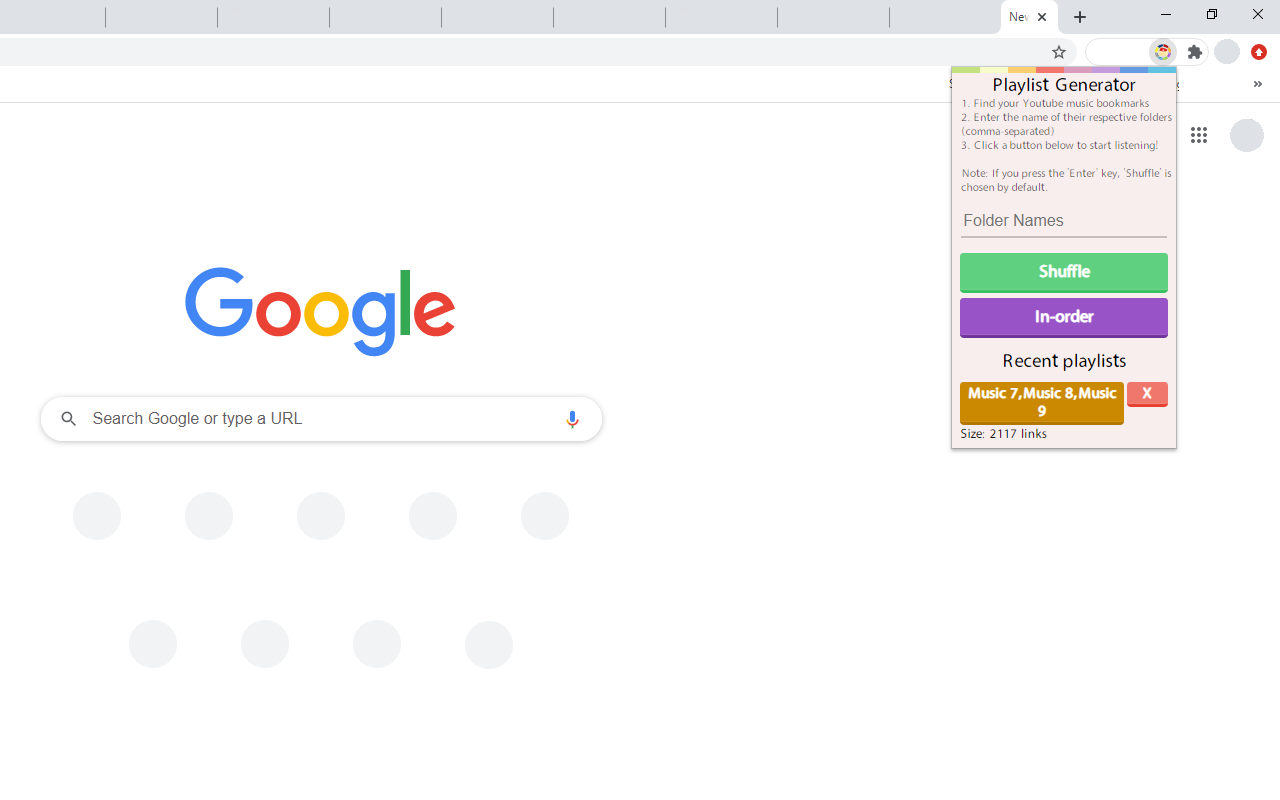 New
Playlist Generator
1. Find your Youtube music bookmarks
2. Enter the name of their respective folders
(comma-separated)
3. Click a button below to start listening!
Note: If you press the 'Enter' key, 'Shuffle' is
chosen by default.
Folder Names
Shuffle
In-order
Recent playlists
Music 7,Music 8,Music
9
X
Size: 2117 links
Google
Search Google or type a URL